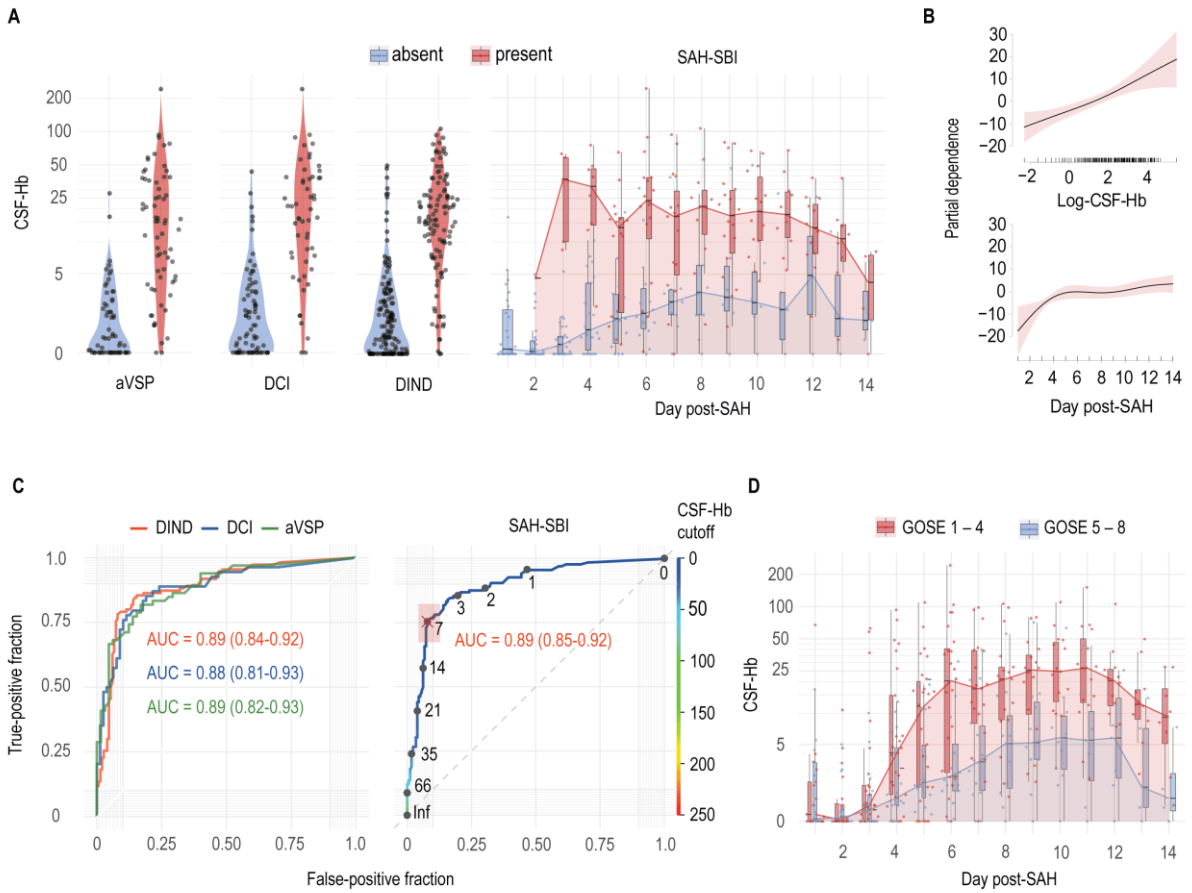 A
absent
present
SAH-SBI
CSF-Hb
200
100
50
25
5
0
aVSP
DCI
DIND
2
4
6
8
10
12
14
Day post-SAH
B
Partial dependence
30
20
10
0
−10
−20
−2
0
2
4
Log-CSF-Hb
30
20
10
0
−10
−20
2
4
6
8
10
12
14
Day post-SAH
C
DIND
DCI
aVSP
True-positive fraction
1.0
0.75
0.50
0.25
0
AUC = 0.89 (0.84-0.92)
AUC = 0.88 (0.81-0.93)
AUC = 0.89 (0.82-0.93)
0
0.25
0.50
0.75
1.0
SAH-SBI
0
1
2
3
7
14
21
35
66
Inf
AUC = 0.89 (0.85-0.92)
0
0.25
0.50
0.75
1.0
False-positive fraction
CSF-Hb
cutoff
0
50
100
150
200
250
D
GOSE 1 – 4
GOSE 5 – 8
CSF-Hb
200
100
50
25
5
0
2
4
6
8
10
12
14
Day post-SAH